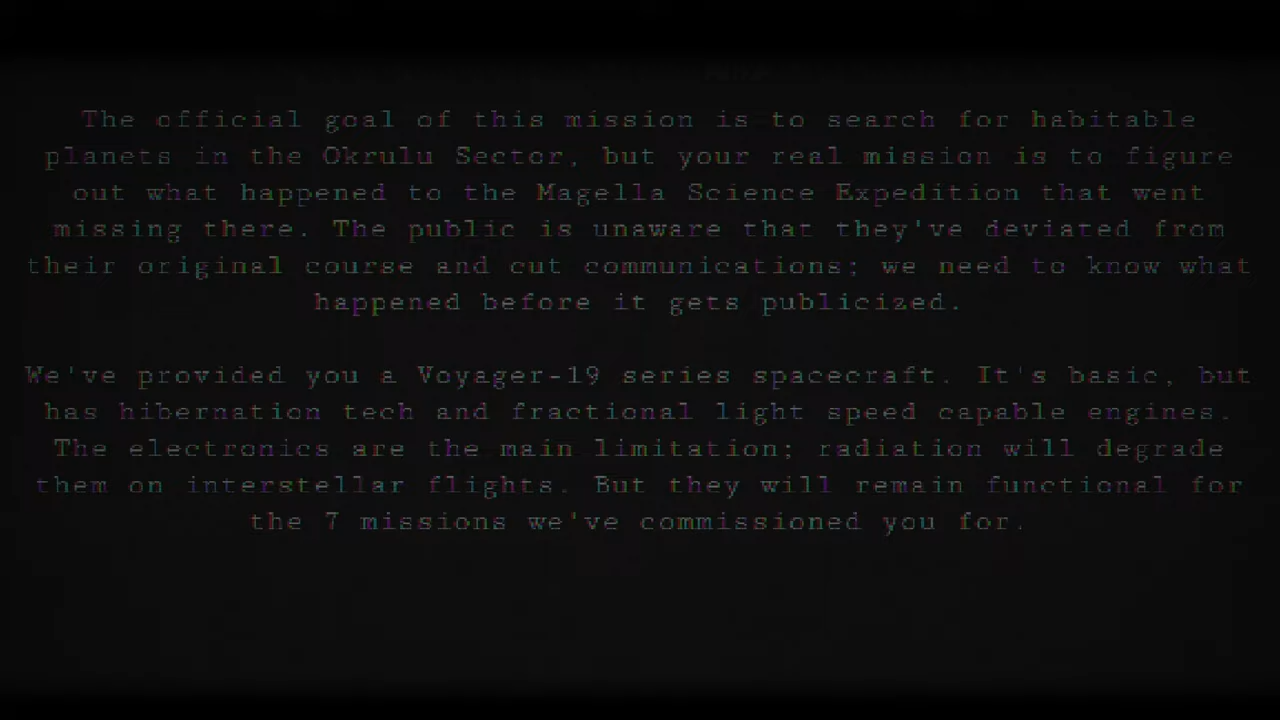 The official goal of this mission is to search for habitable
planets in the Okrulu Sector, but your real mission is to figure
out what happened to the Magella Science Expedition that went
missing there. The public is unaware that they've deviated from
their original course and cut communications; we need to know what
happened before it gets publicized.
We've provided you a Voyager-19 series spacecraft. It's basic, but
has hibernation tech and fractional light speed capable engines.
The electronics are the main limitation; radiation will degrade
them on interstellar flights. But they will remain functional for
the 7 missions we've commissioned you for.